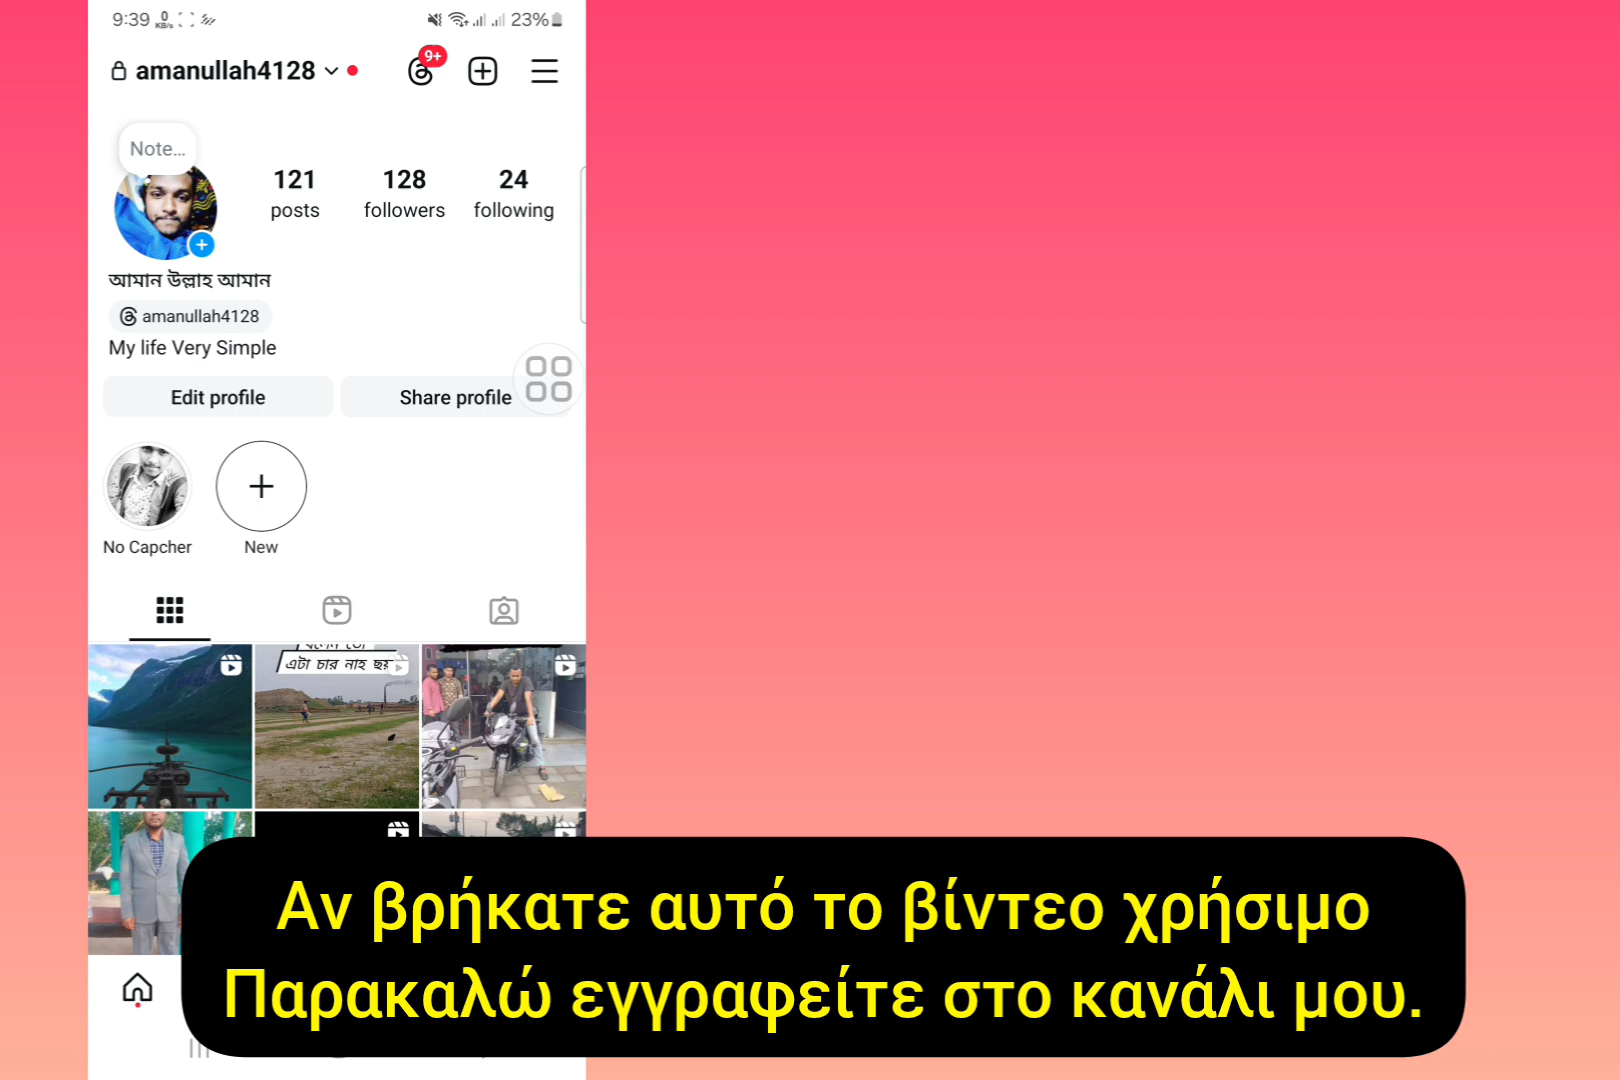 9:39 0 KB/s 23%
amanullah4128 9+
Note...
121 128 24
posts followers following
আমান উল্লাহ আমান
amanullah4128
My life Very Simple
Edit profile Share profile
No Capcher New
এটা চার নাহ ছয়
Αν βρήκατε αυτό το βίντεο χρήσιμο
Παρακαλώ εγγραφείτε στο κανάλι μου.